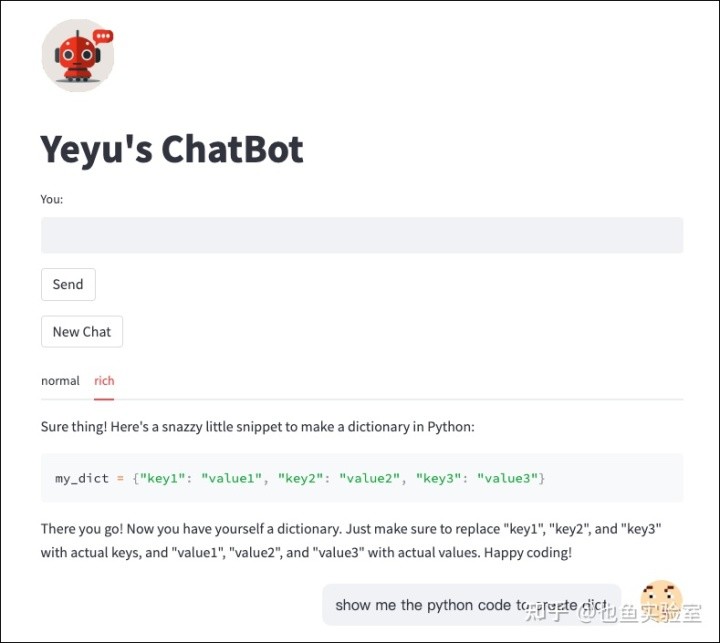 Yeyu's ChatBot
You:
Send
New Chat
normal rich
Sure thing! Here's a snazzy little snippet to make a dictionary in Python:
my_dict = {"key1": "value1", "key2": "value2", "key3": "value3"}
There you go! Now you have yourself a dictionary. Just make sure to replace "key1", "key2", and "key3"
with actual keys, and "value1", "value2", and "value3" with actual values. Happy coding!
show me the python code to create dict
知乎 @也鱼实验室